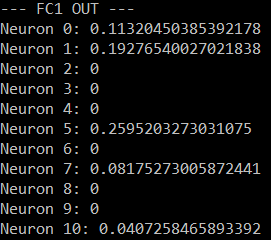 --- FC1 OUT ---
Neuron 0: 0.11320450385392178
Neuron 1: 0.19276540027021838
Neuron 2: 0
Neuron 3: 0
Neuron 4: 0
Neuron 5: 0.2595203273031075
Neuron 6: 0
Neuron 7: 0.08175273005872441
Neuron 8: 0
Neuron 9: 0
Neuron 10: 0.0407258465893392